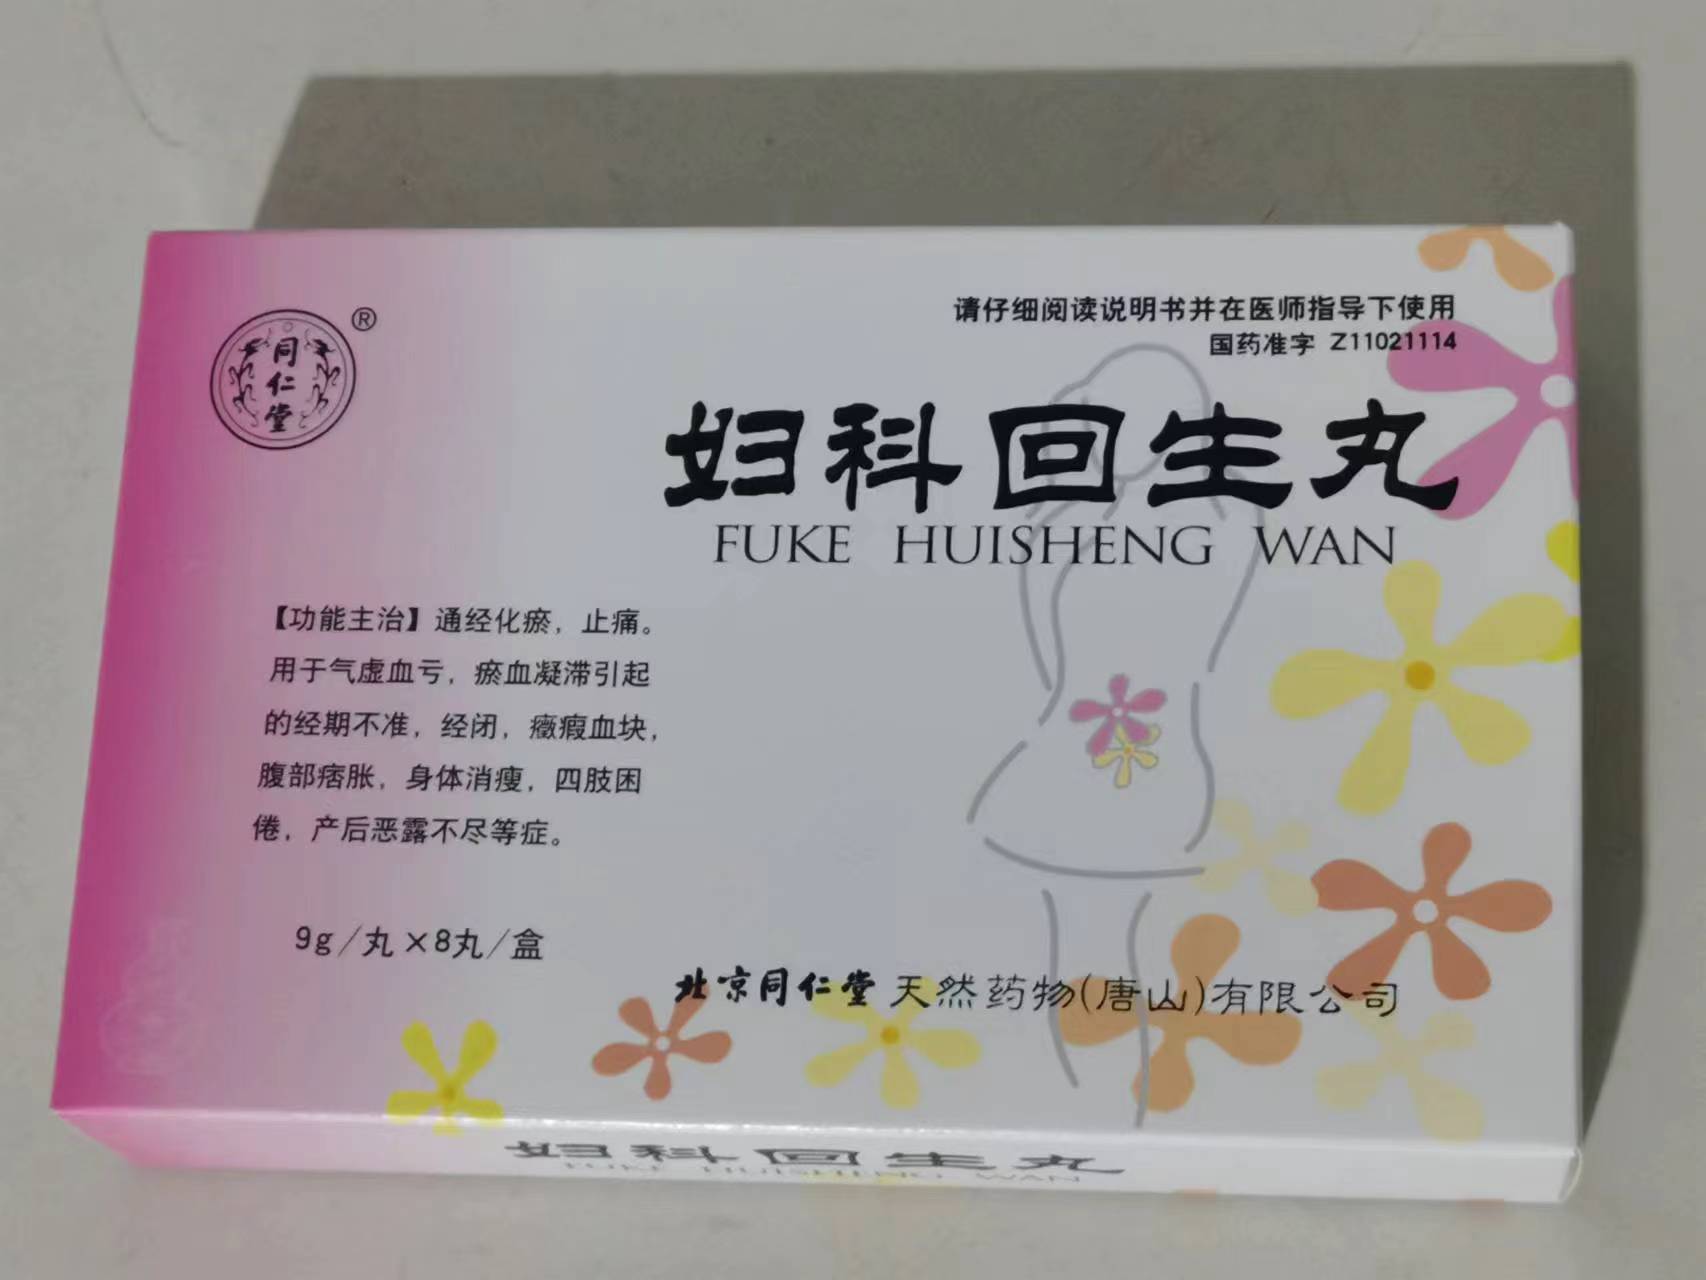 同仁堂®
请仔细阅读说明书并在医师指导下使用
国药准字 Z11021114
妇科回生丸
FUKE HUISHENG WAN
【功能主治】通经化瘀，止痛。
用于气虚血亏，瘀血凝滞引起
的经期不准，经闭，癥瘕血块，
腹部痞胀，身体消瘦，四肢困
倦，产后恶露不尽等症。
9g/丸×8丸/盒
北京同仁堂天然药物(唐山)有限公司
妇科回生丸
FUKE HUISHENG WAN